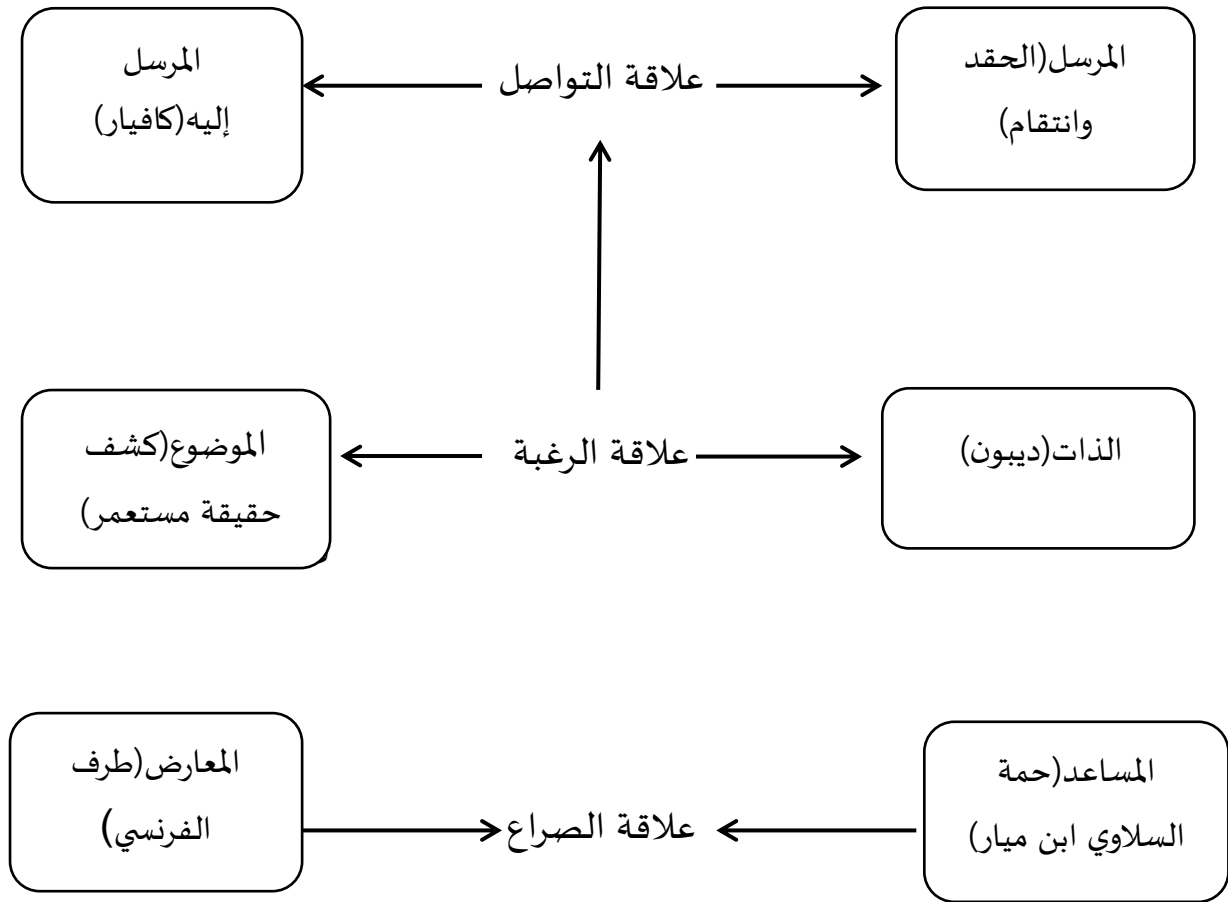 المرسل(الحقد
وانتقام)
علاقة التواصل
المرسل
إليه(كافيار)
الذات(ديبون)
علاقة الرغبة
الموضوع(كشف
حقيقة مستعمر)
المساعد(حمة
السلاوي ابن ميار)
علاقة الصراع
المعارض(طرف
الفرنسي)